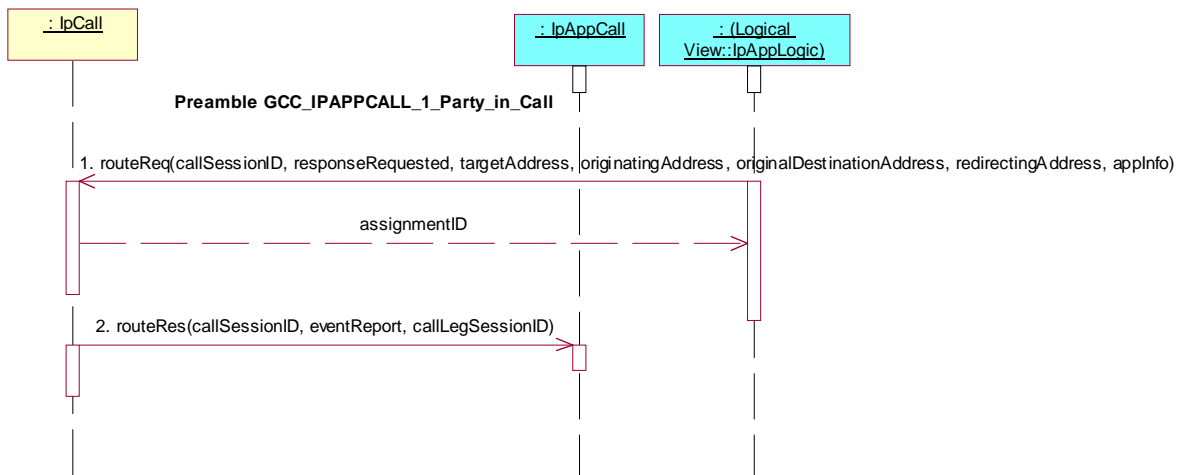 : IpCall
: IpAppCall
: (Logical
View::IpAppLogic)
Preamble GCC_IPAPPCALL_1_Party_in_Call
1. routeReq(callSessionID, responseRequested, targetAddress, originatingAddress, originalDestinationAddress, redirectingAddress, appInfo)
assignmentID
2. routeRes(callSessionID, eventReport, callLegSessionID)